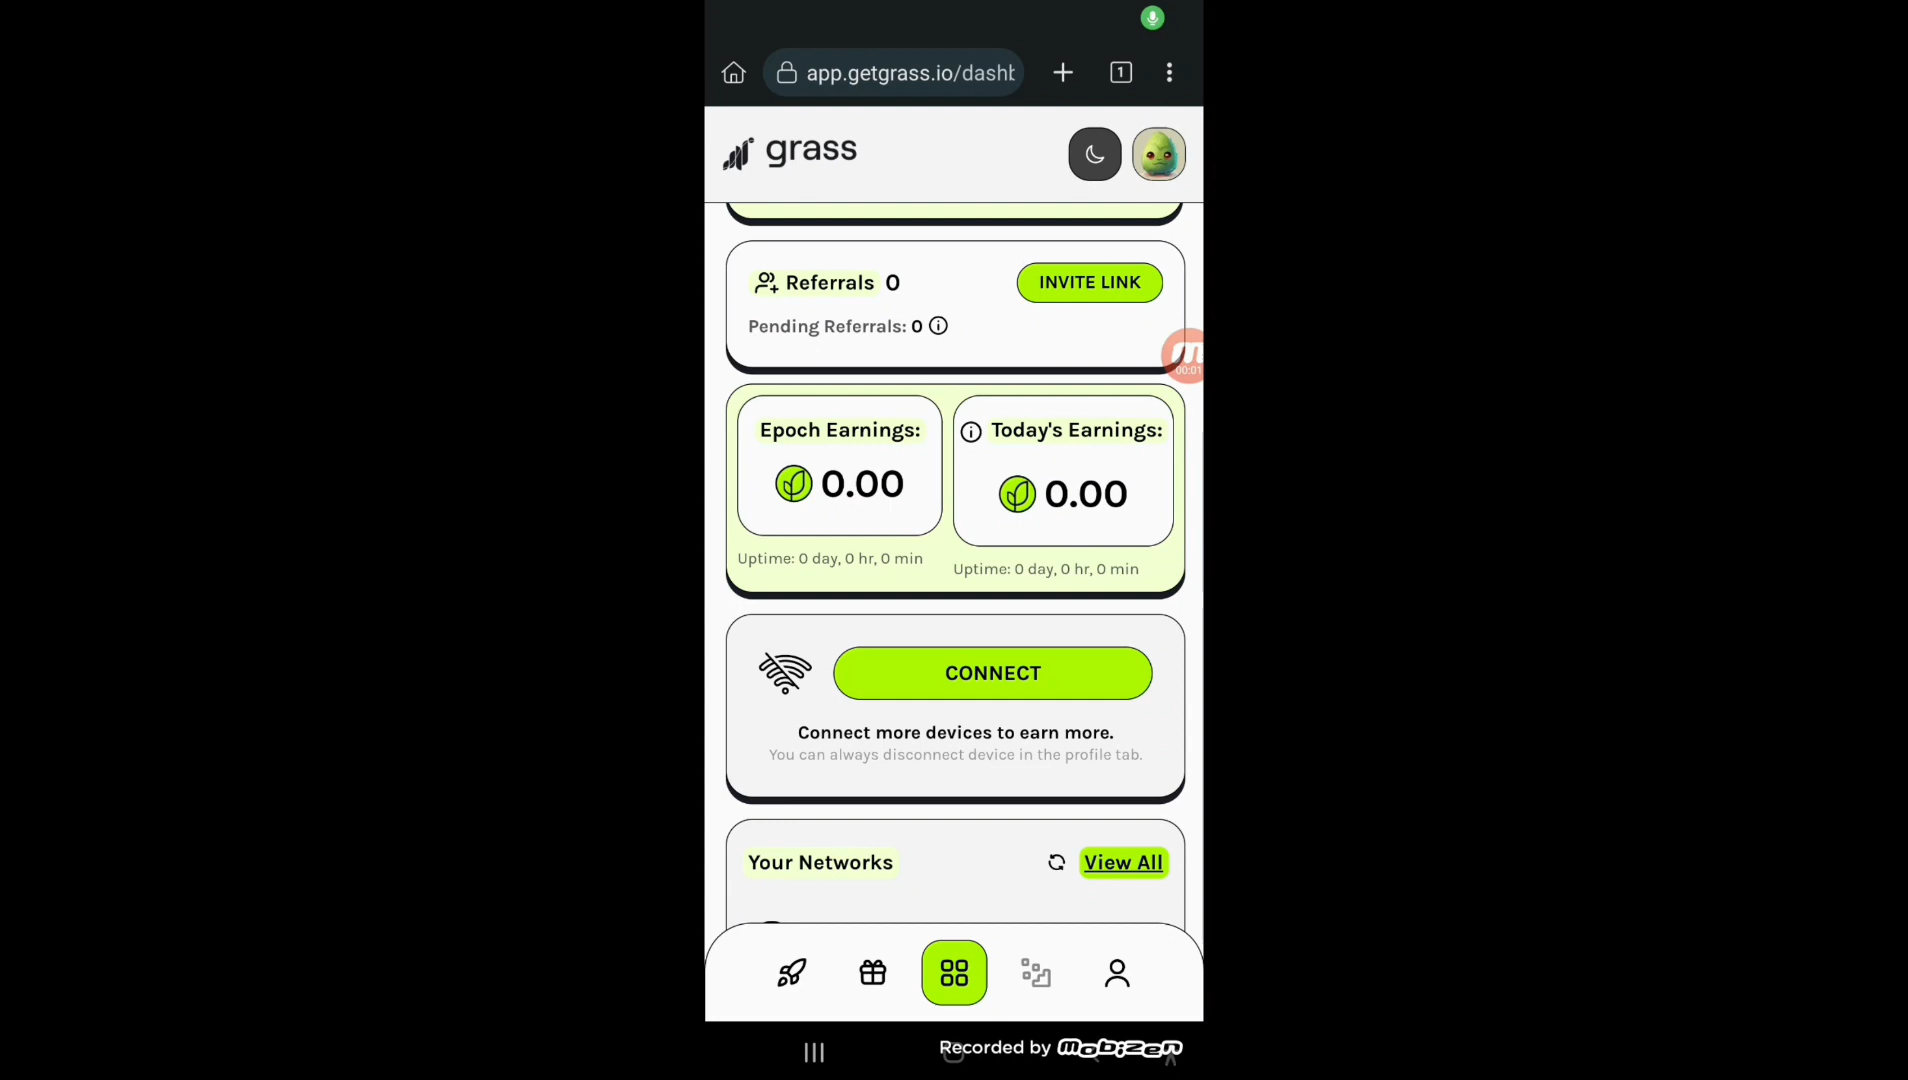 app.getgrass.io/dashb
1
grass
Referrals 0
INVITE LINK
Pending Referrals: 0
00:01
Epoch Earnings:
0.00
Uptime: 0 day, 0 hr, 0 min
Today's Earnings:
0.00
Uptime: 0 day, 0 hr, 0 min
CONNECT
Connect more devices to earn more.
You can always disconnect device in the profile tab.
Your Networks
View All
Recorded by mobizen